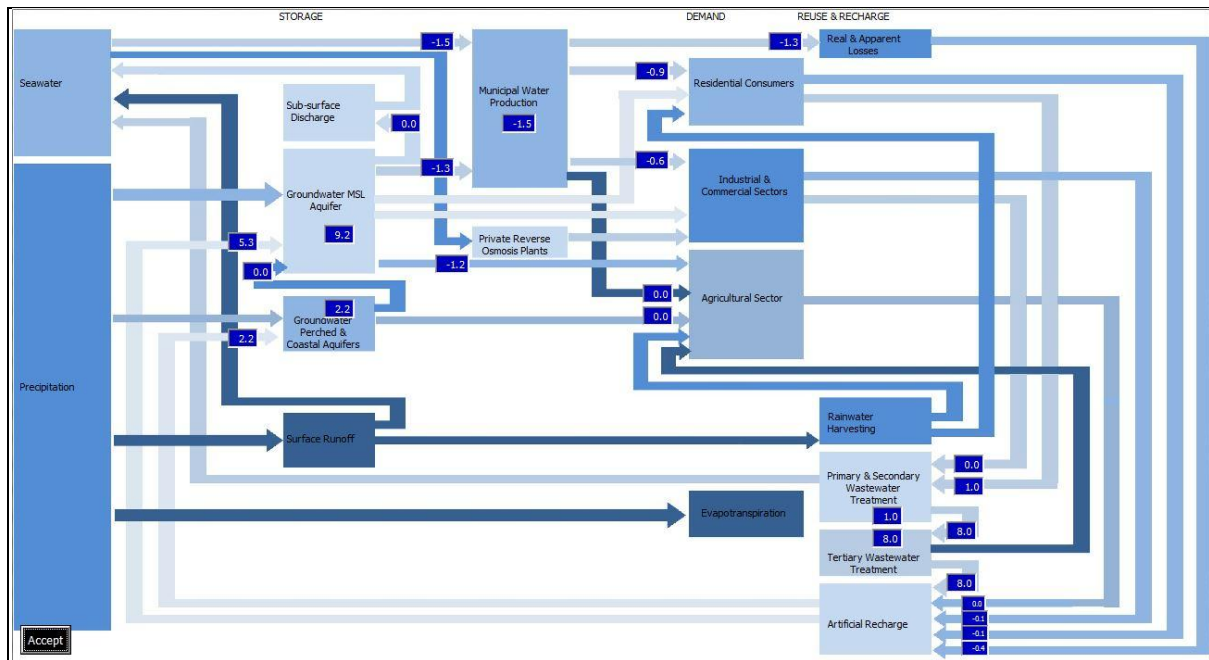 STORAGE
DEMAND
REUSE & RECHARGE
Seawater
-1.5
Municipal Water
Production
-1.5
-1.3
Real & Apparent
Losses
-0.9
Residential Consumers
Sub-surface
Discharge
0.0
-1.3
-0.6
Industrial &
Commercial Sectors
Groundwater MSL
Aquifer
9.2
5.3
0.0
Private Reverse
Osmosis Plants
-1.2
0.0
0.0
Agricultural Sector
2.2
Groundwater
Perched &
Coastal Aquifers
2.2
Precipitation
Surface Runoff
Rainwater
Harvesting
Evapotranspiration
Primary & Secondary
Wastewater
Treatment
1.0
0.0
1.0
8.0
8.0
Tertiary Wastewater
Treatment
8.0
Artificial Recharge
0.0
-0.1
-0.1
-0.4
Accept